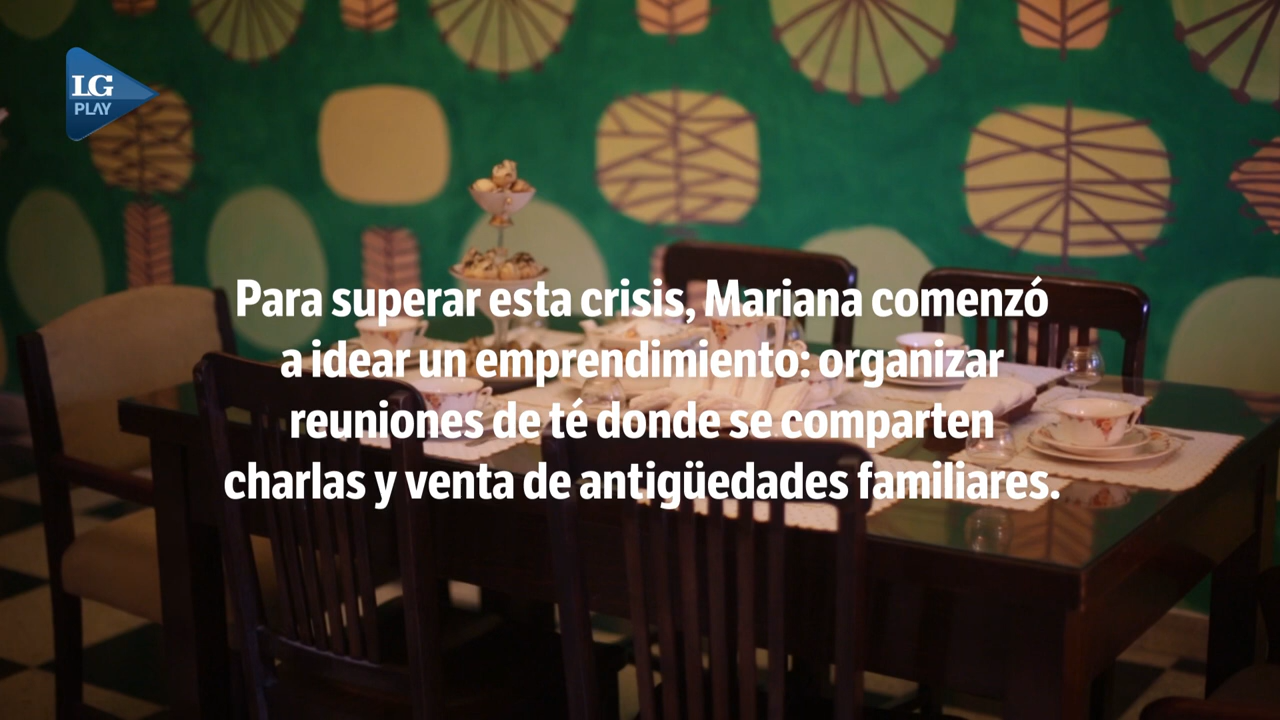 LG
PLAY
Para superar esta crisis, Mariana comenzó
a idear un emprendimiento: organizar
reuniones de té donde se comparten
charlas y venta de antigüedades familiares.